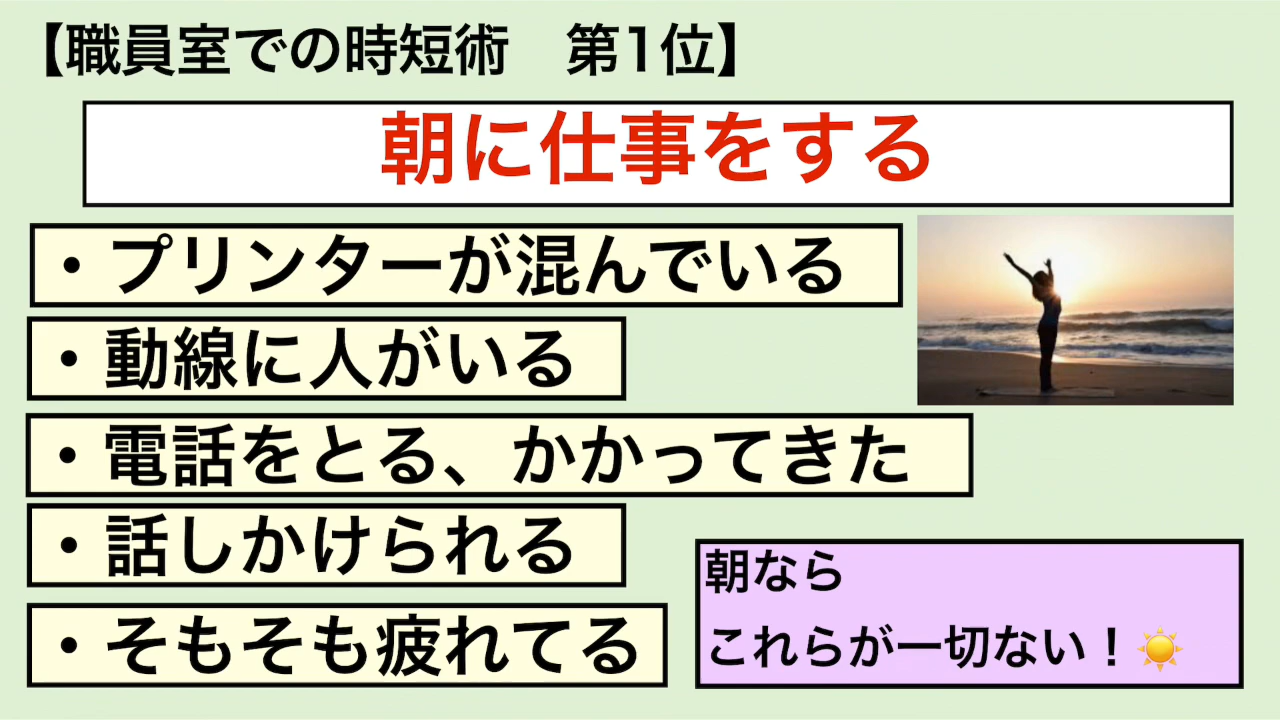 【職員室での時短術　第1位】
朝に仕事をする
・プリンターが混んでいる
・動線に人がいる
・電話をとる、かかってきた
・話しかけられる
・そもそも疲れてる
朝なら
これらが一切ない！☀️